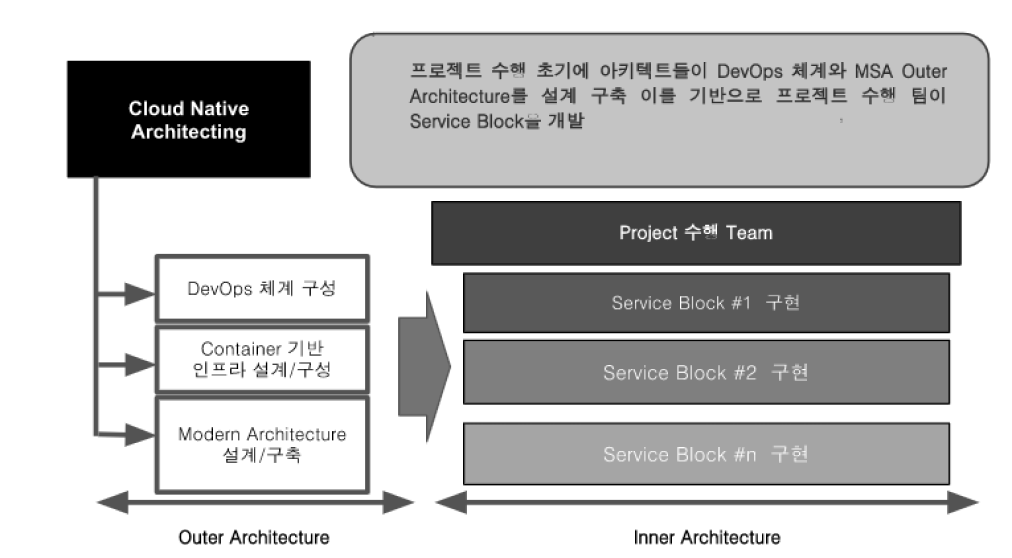 Cloud Native
Architecting
프로젝트 수행 초기에 아키텍트들이 DevOps 체계와 MSA Outer
Architecture를 설계 구축 이를 기반으로 프로젝트 수행 팀이
Service Block을 개발
,
Project 수행 Team
DevOps 체계 구성
Container 기반
인프라 설계/구성
Modern Architecture
설계/구축
Service Block #1 구현
Service Block #2 구현
Service Block #n 구현
Outer Architecture
Inner Architecture